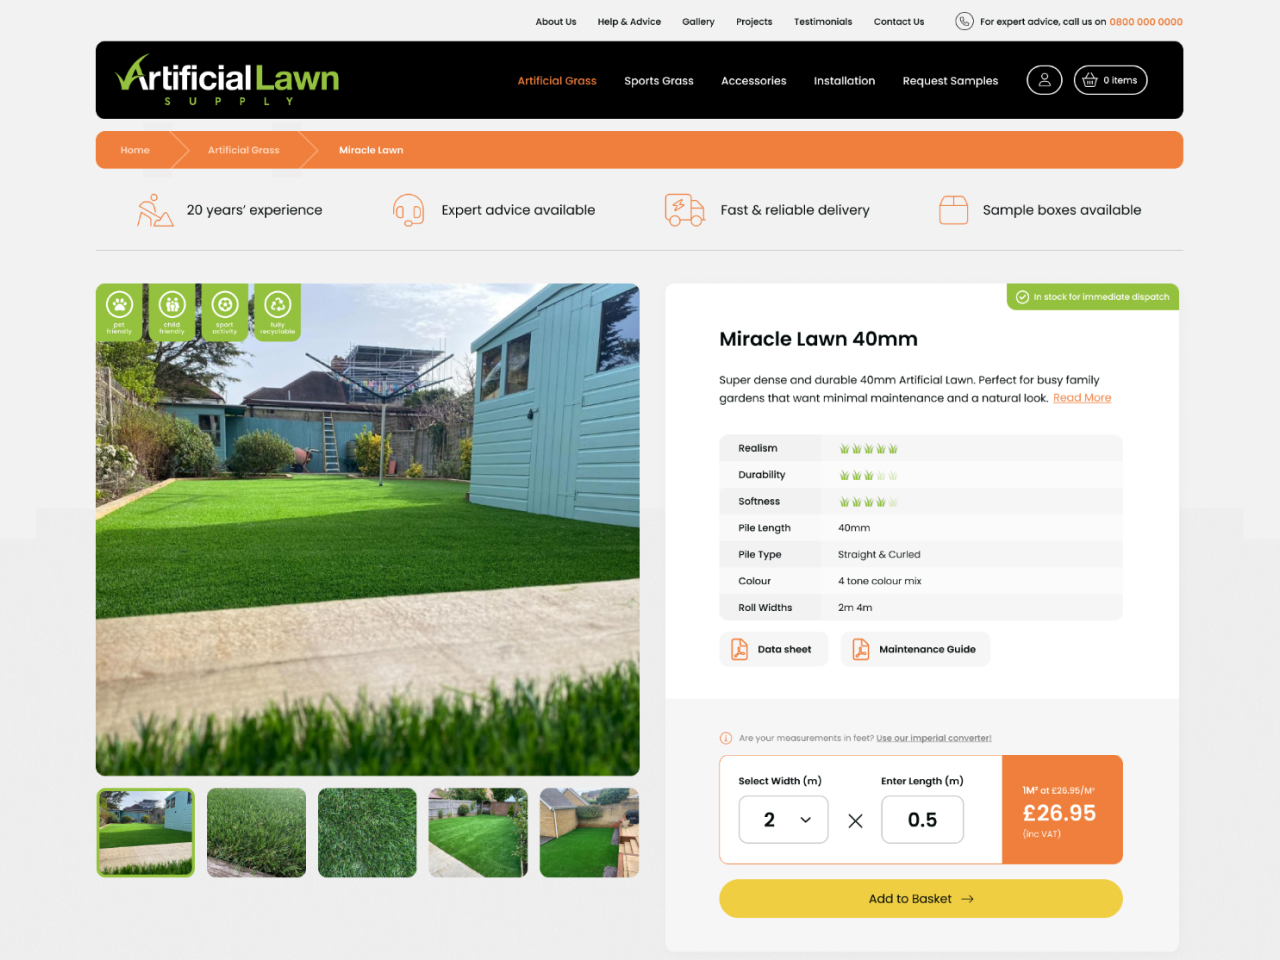 About Us Help & Advice Gallery Projects Testimonials Contact Us For expert advice, call us on 0800 000 0000
Artificial Lawn
SUPPLY
Artificial Grass Sports Grass Accessories Installation Request Samples 0 items
Home Artificial Grass Miracle Lawn
20 years’ experience Expert advice available Fast & reliable delivery Sample boxes available
pet friendly
child friendly
sport activity
fully recyclable
In stock for immediate dispatch
Miracle Lawn 40mm
Super dense and durable 40mm Artificial Lawn. Perfect for busy family
gardens that want minimal maintenance and a natural look. Read More
Realism
Durability
Softness
Pile Length 40mm
Pile Type Straight & Curled
Colour 4 tone colour mix
Roll Widths 2m 4m
Data sheet Maintenance Guide
Are your measurements in feet? Use our imperial converter!
Select Width (m) Enter Length (m)
2 0.5
1M² at £26.95/M²
£26.95
(inc VAT)
Add to Basket